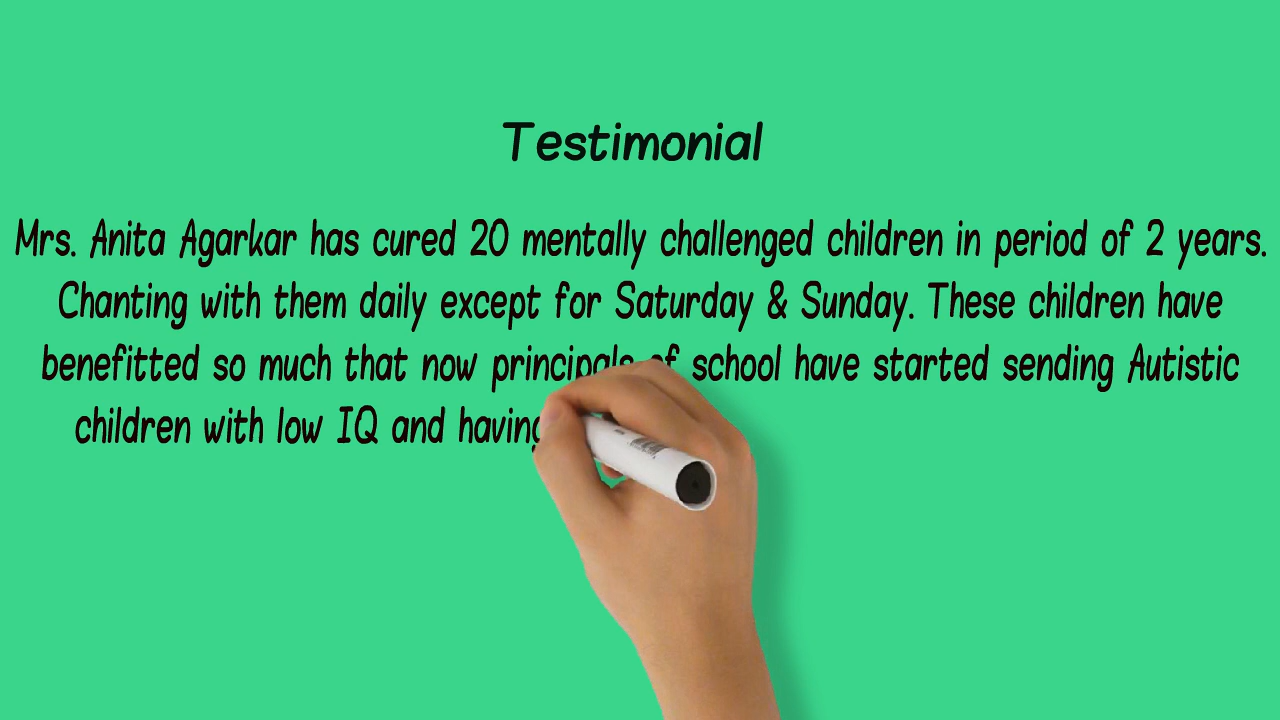 Testimonial
Mrs. Anita Agarkar has cured 20 mentally challenged children in period of 2 years.
Chanting with them daily except for Saturday & Sunday. These children have
benefitted so much that now principals of school have started sending Autistic
children with low IQ and having